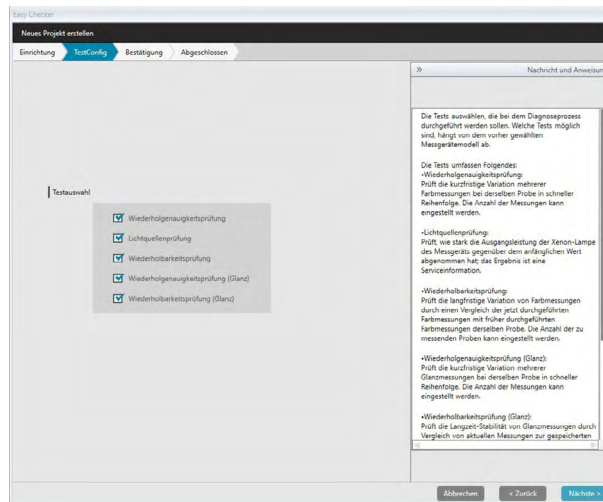 Easy Checker
Neues Projekt erstellen
Einrichtung TestConfig Bestätigung Abgeschlossen
» Nachricht und Anweisun
Testauswahl
Wiederholgenauigkeitsprüfung
Lichtquellenprüfung
Wiederholbarkeitsprüfung
Wiederholgenauigkeitsprüfung (Glanz)
Wiederholbarkeitsprüfung (Glanz)
Die Tests auswählen, die bei dem Diagnoseprozess
durchgeführt werden sollen. Welche Tests möglich
sind, hängt von dem vorher gewählten
Messgerätemodell ab.
Die Tests umfassen Folgendes:
•Wiederholgenauigkeitsprüfung:
Prüft die kurzfristige Variation mehrerer
Farbmessungen bei derselben Probe in schneller
Reihenfolge. Die Anzahl der Messungen kann
eingestellt werden.
•Lichtquellenprüfung:
Prüft, wie stark die Ausgangsleistung der Xenon-Lampe
des Messgeräts gegenüber dem anfänglichen Wert
abgenommen hat; das Ergebnis ist eine
Serviceinformation.
•Wiederholbarkeitsprüfung:
Prüft die langfristige Variation von Farbmessungen
durch einen Vergleich der jetzt durchgeführten
Farbmessungen mit früher durchgeführten
Farbmessungen derselben Probe. Die Anzahl der zu
messenden Proben kann eingestellt werden.
•Wiederholgenauigkeitsprüfung (Glanz):
Prüft die kurzfristige Variation mehrerer
Glanzmessungen bei derselben Probe in schneller
Reihenfolge. Die Anzahl der Messungen kann
eingestellt werden.
•Wiederholbarkeitsprüfung (Glanz):
Prüft die Langzeit-Stabilität von Glanzmessungen durch
Vergleich von aktuellen Messungen zur gespeicherten
Abbrechen < Zurück Nächste >